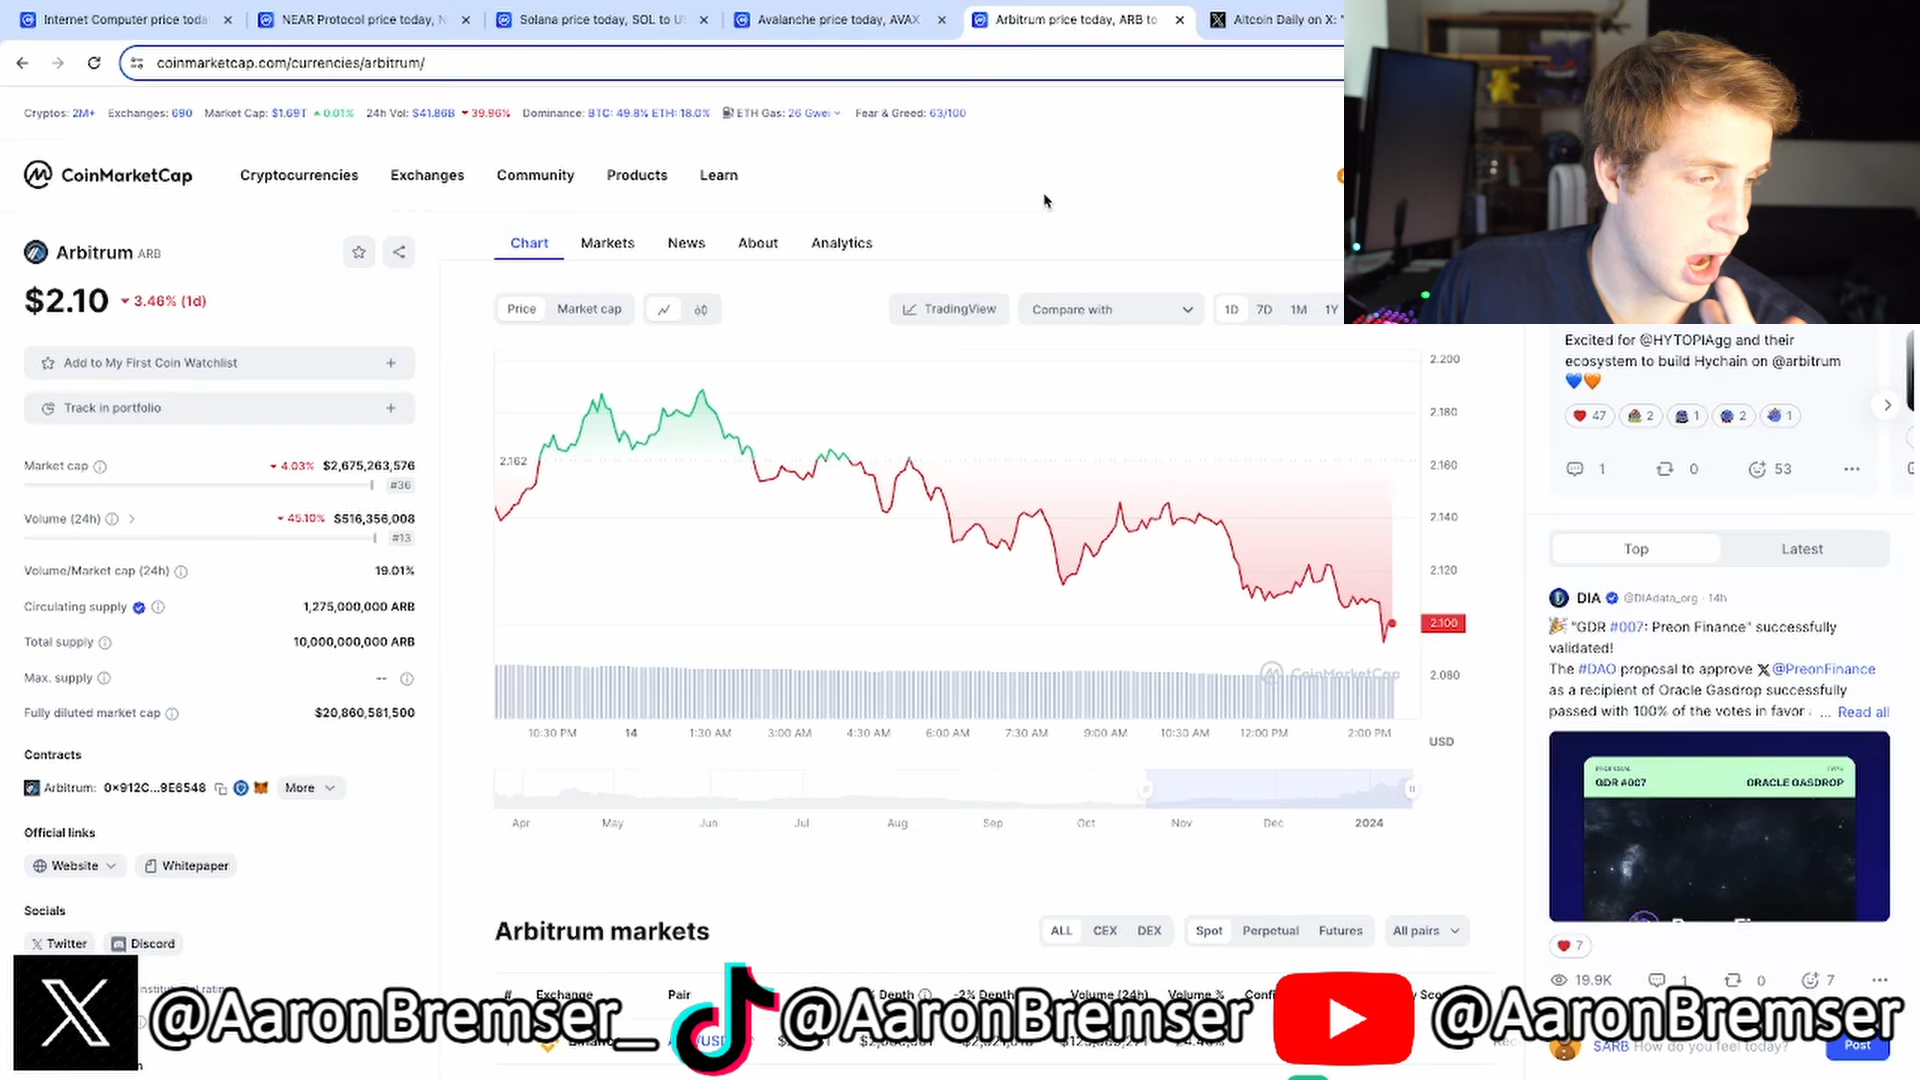 Internet Computer price toda
NEAR Protocol price today, N
Solana price today, SOL to U
Avalanche price today, AVAX
Arbitrum price today, ARB to
Altcoin Daily on X: "
coinmarketcap.com/currencies/arbitrum/
Cryptos: 2M+ Exchanges: 690 Market Cap: $1.69T 0.01% 24h Vol: $41.86B 39.96% Dominance: BTC: 49.8% ETH: 18.0% ETH Gas: 26 Gwei Fear & Greed: 63/100
CoinMarketCap Cryptocurrencies Exchanges Community Products Learn
Arbitrum ARB
$2.10 3.46% (1d)
Add to My First Coin Watchlist +
Track in portfolio +
Market cap 4.03% $2,675,263,576
#36
Volume (24h) 45.10% $516,356,008
#13
Volume/Market cap (24h) 19.01%
Circulating supply 1,275,000,000 ARB
Total supply 10,000,000,000 ARB
Max. supply --
Fully diluted market cap $20,860,581,500
Contracts
Arbitrum: 0x912C...9E6548 More
Official links
Website Whitepaper
Socials
Twitter Discord
Chart Markets News About Analytics
Price Market cap TradingView Compare with 1D 7D 1M 1Y
2.200
2.180
2.162 2.160
2.140
2.120
2.100
2.080
CoinMarketCap
10:30 PM 14 1:30 AM 3:00 AM 4:30 AM 6:00 AM 7:30 AM 9:00 AM 10:30 AM 12:00 PM 2:00 PM USD
Apr May Jun Jul Aug Sep Oct Nov Dec 2024
Arbitrum markets ALL CEX DEX Spot Perpetual Futures All pairs
# Exchange Pair Depth -2% Depth Volume (24h) Volume % Confi
Excited for @HYTOPIAgg and their
ecosystem to build Hychain on @arbitrum
💙🧡
47 2 1 2 1
1 0 53 ...
Top Latest
DIA @DIAdata_org · 14h
🎉 "GDR #007: Preon Finance" successfully
validated!
The #DAO proposal to approve @PreonFinance
as a recipient of Oracle Gasdrop successfully
passed with 100% of the votes in favor ... Read all
GDR #007 ORACLE GASDROP
7
19.9K 1 0 7 ...
$ARB How do you feel today? Post
@AaronBremser_ @AaronBremser @AaronBremser